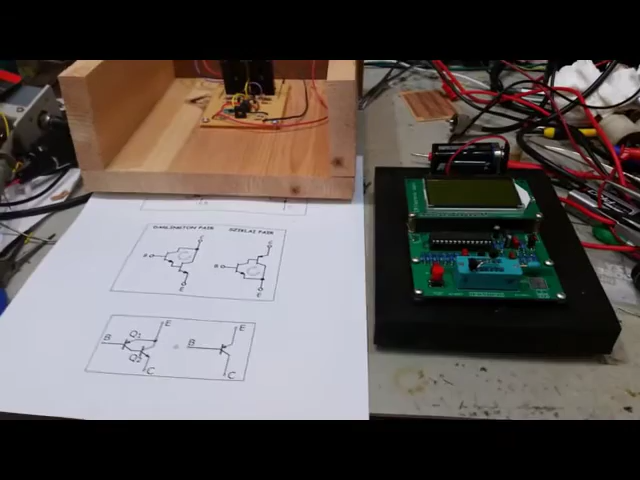 DARLINGTON PAIR SZIKLAI PAIR
C C
B B
E E
Q1 E E
B B
Q2
C C